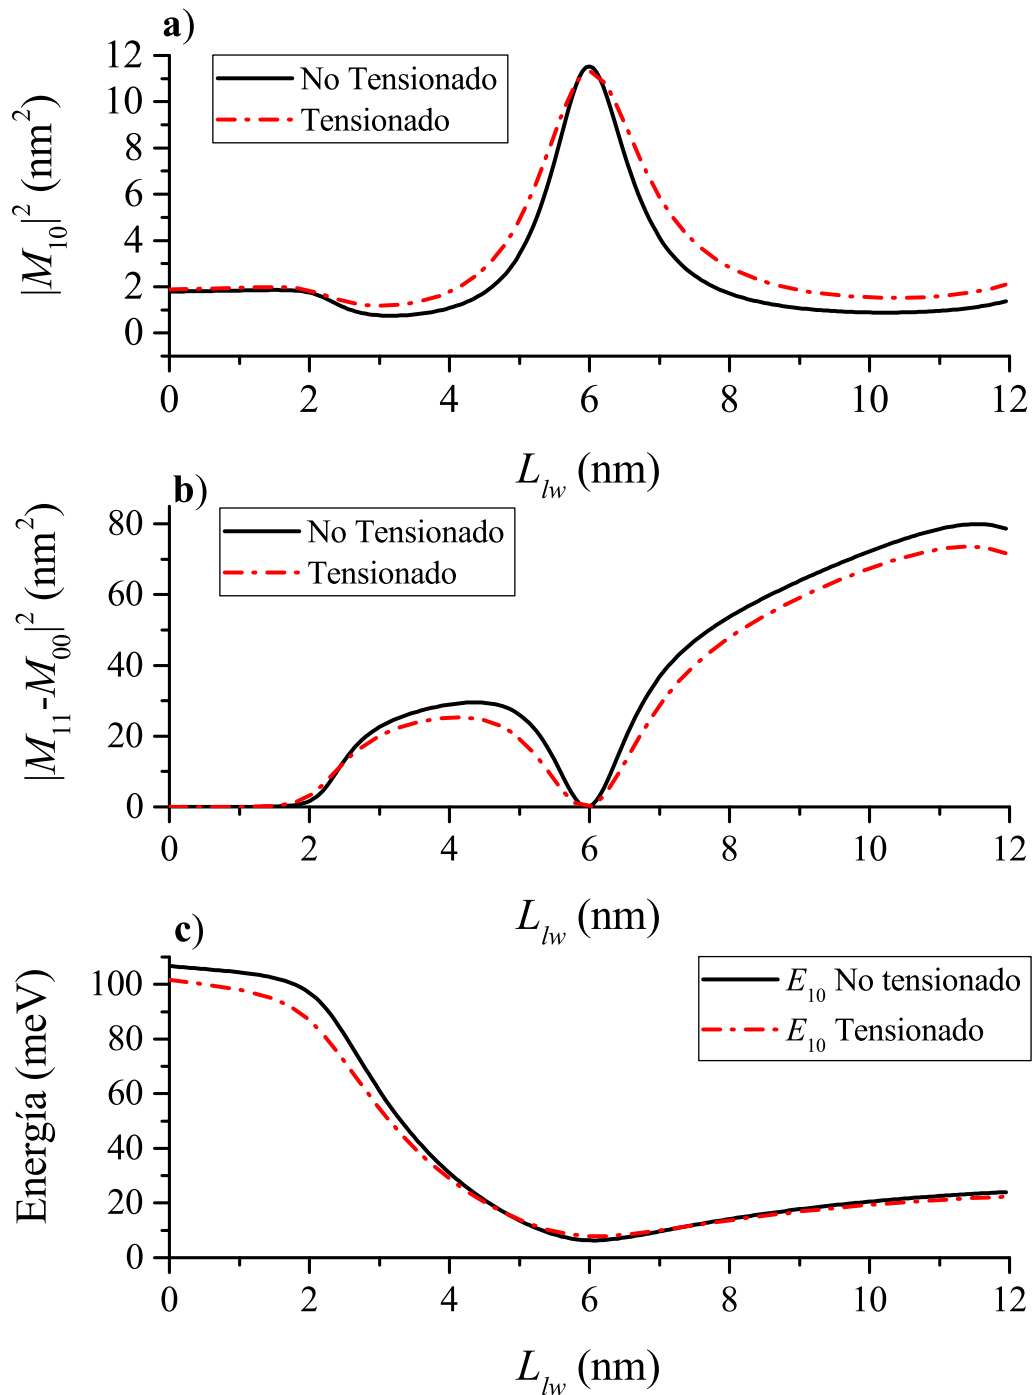 a)
No Tensionado
Tensionado
|M₁₀|² (nm²)
12
10
8
6
4
2
0
0 2 4 6 8 10 12
L_lw (nm)
b)
No Tensionado
Tensionado
|M₁₁-M₀₀|² (nm²)
80
60
40
20
0
0 2 4 6 8 10 12
L_lw (nm)
c)
E₁₀ No tensionado
E₁₀ Tensionado
Energía (meV)
100
80
60
40
20
0
0 2 4 6 8 10 12
L_lw (nm)